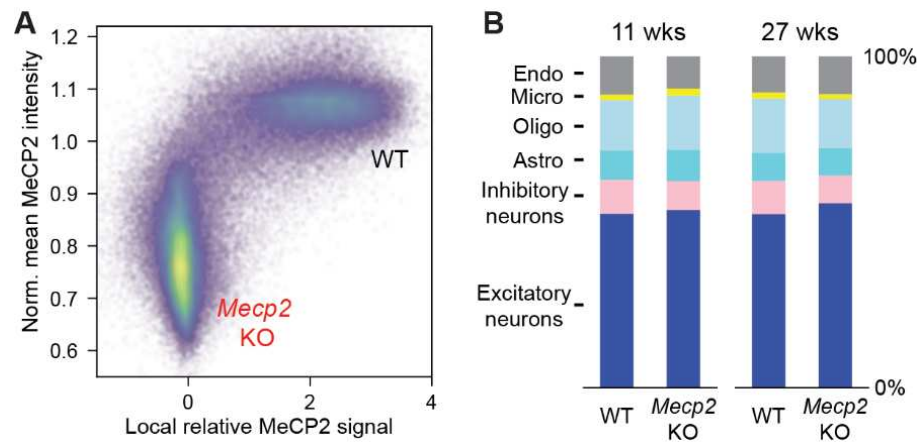 A
1.2
1.1
1.0
0.9
0.8
0.7
0.6
Norm. mean MeCP2 intensity
WT
Mecp2
KO
0
2
4
Local relative MeCP2 signal
B
11 wks
27 wks
100%
Endo
Micro
Oligo
Astro
Inhibitory
neurons
Excitatory
neurons
0%
WT
Mecp2
KO
WT
Mecp2
KO